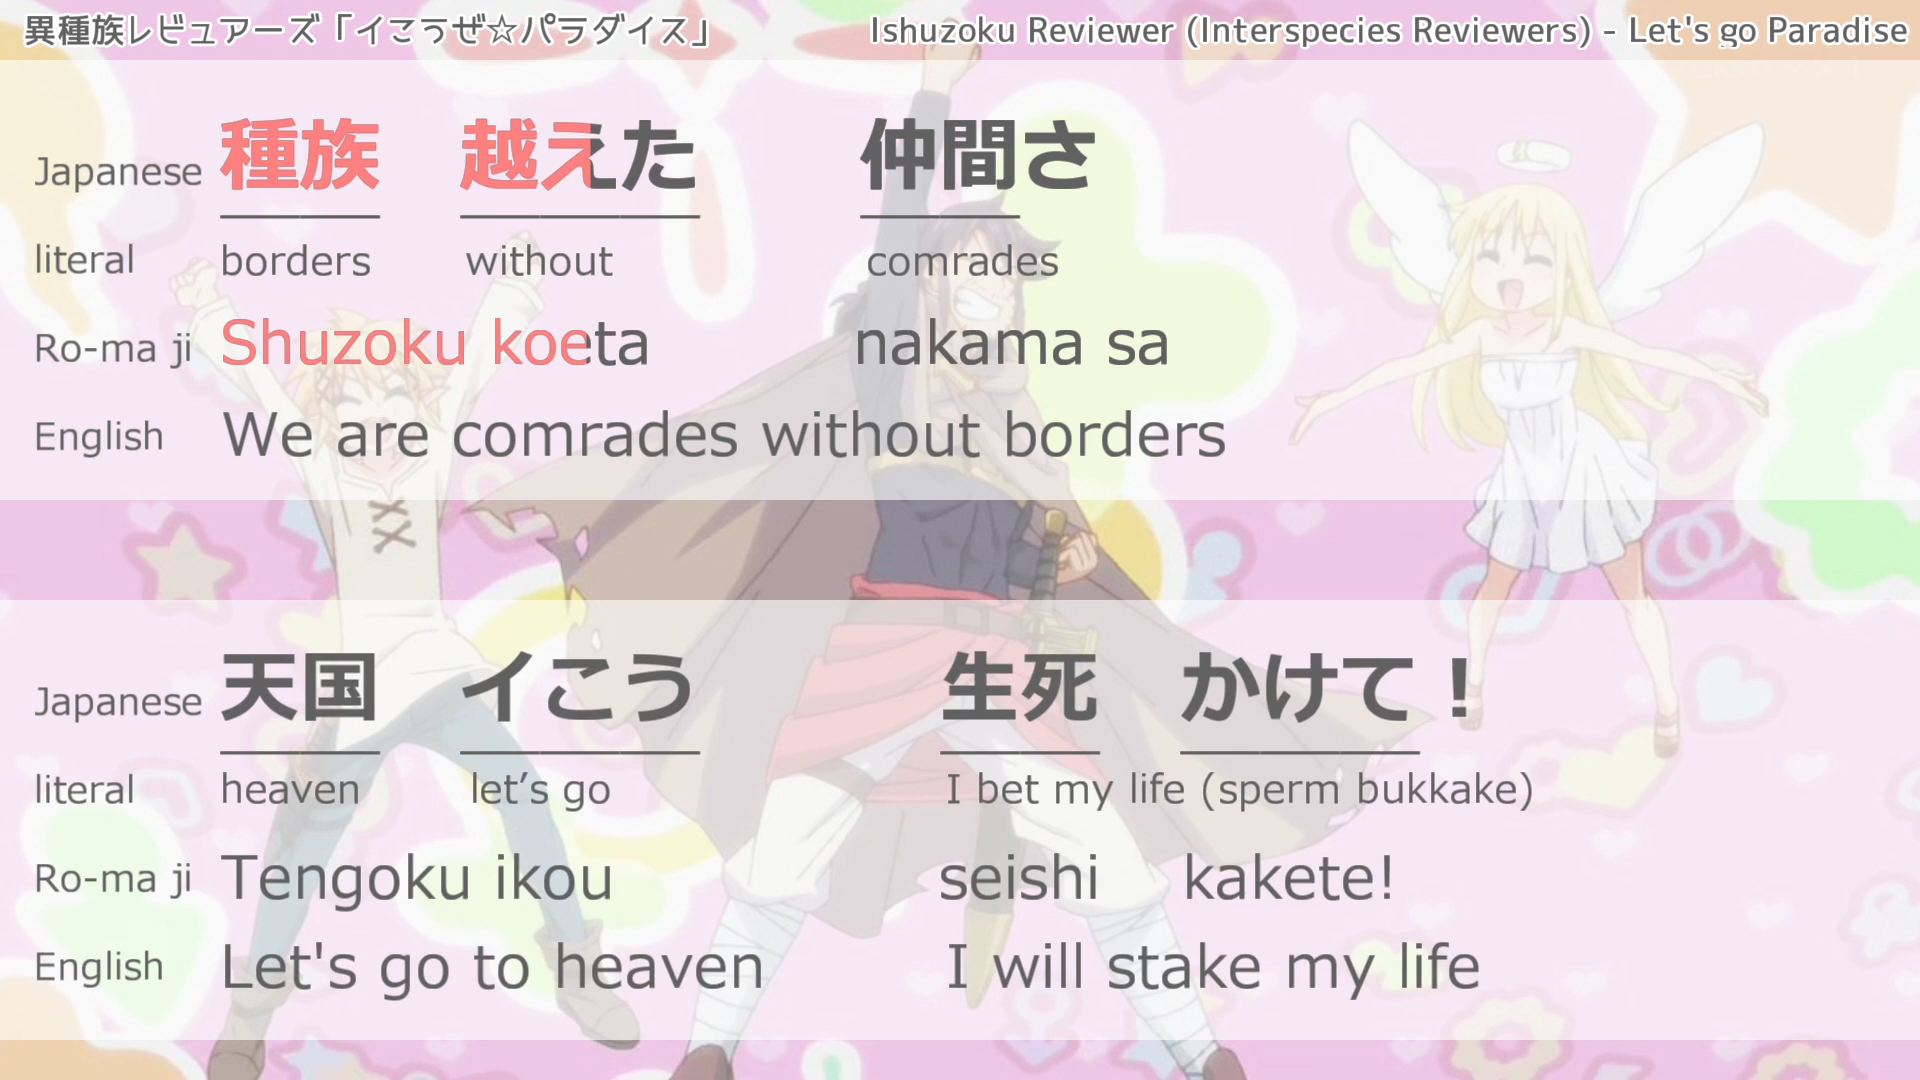 異種族レビュアーズ「イこうぜ☆パラダイス」 Ishuzoku Reviewer (Interspecies Reviewers) - Let's go Paradise
Japanese 種族 越えた 仲間さ
literal borders without comrades
Ro-ma ji Shuzoku koeta nakama sa
English We are comrades without borders
Japanese 天国 イこう 生死 かけて！
literal heaven let’s go I bet my life (sperm bukkake)
Ro-ma ji Tengoku ikou seishi kakete!
English Let's go to heaven I will stake my life